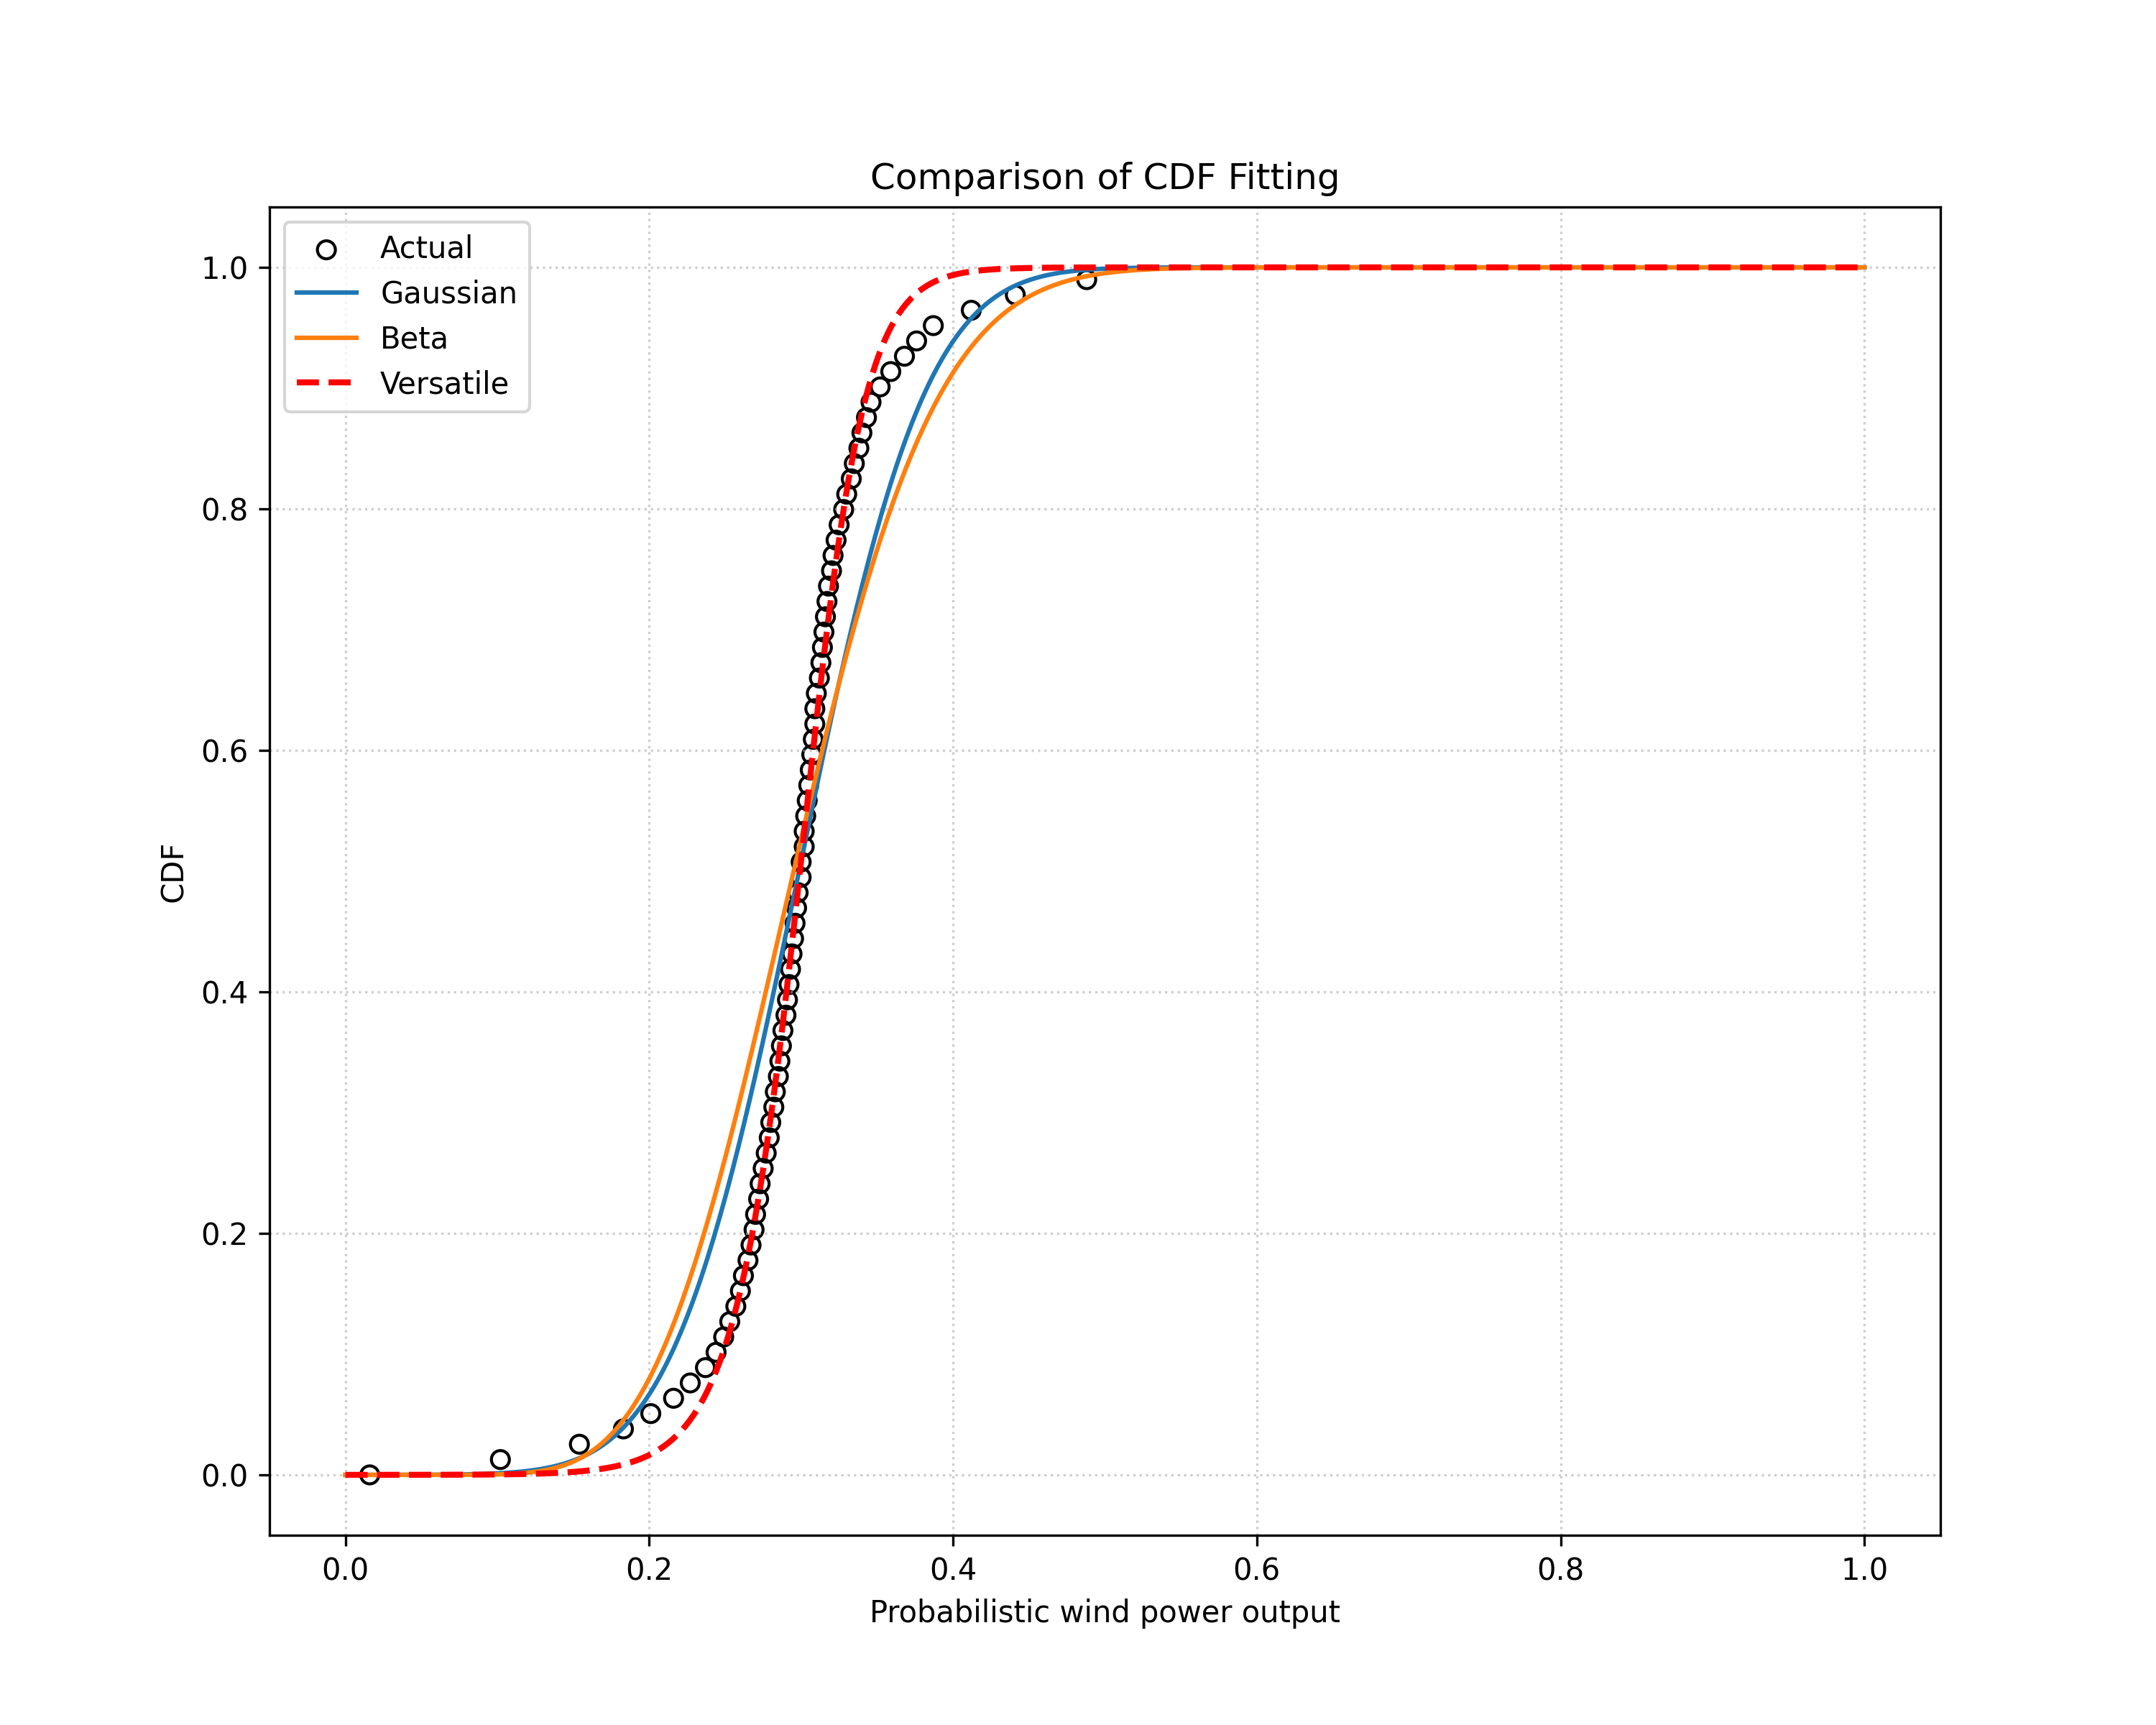 Comparison of CDF Fitting
Actual
Gaussian
Beta
Versatile
1.0
0.8
0.6
0.4
0.2
0.0
CDF
0.0 0.2 0.4 0.6 0.8 1.0
Probabilistic wind power output